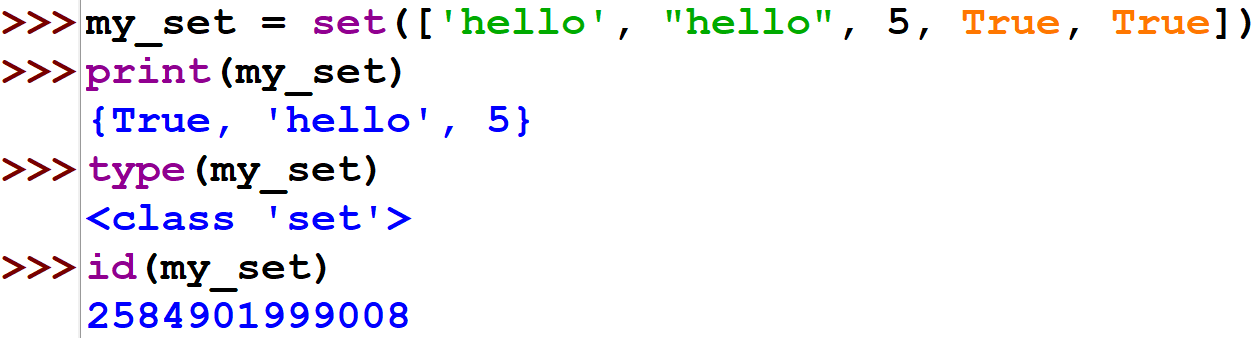 >>> my_set = set(['hello', "hello", 5, True, True])
>>> print(my_set)
{True, 'hello', 5}
>>> type(my_set)
<class 'set'>
>>> id(my_set)
2584901999008